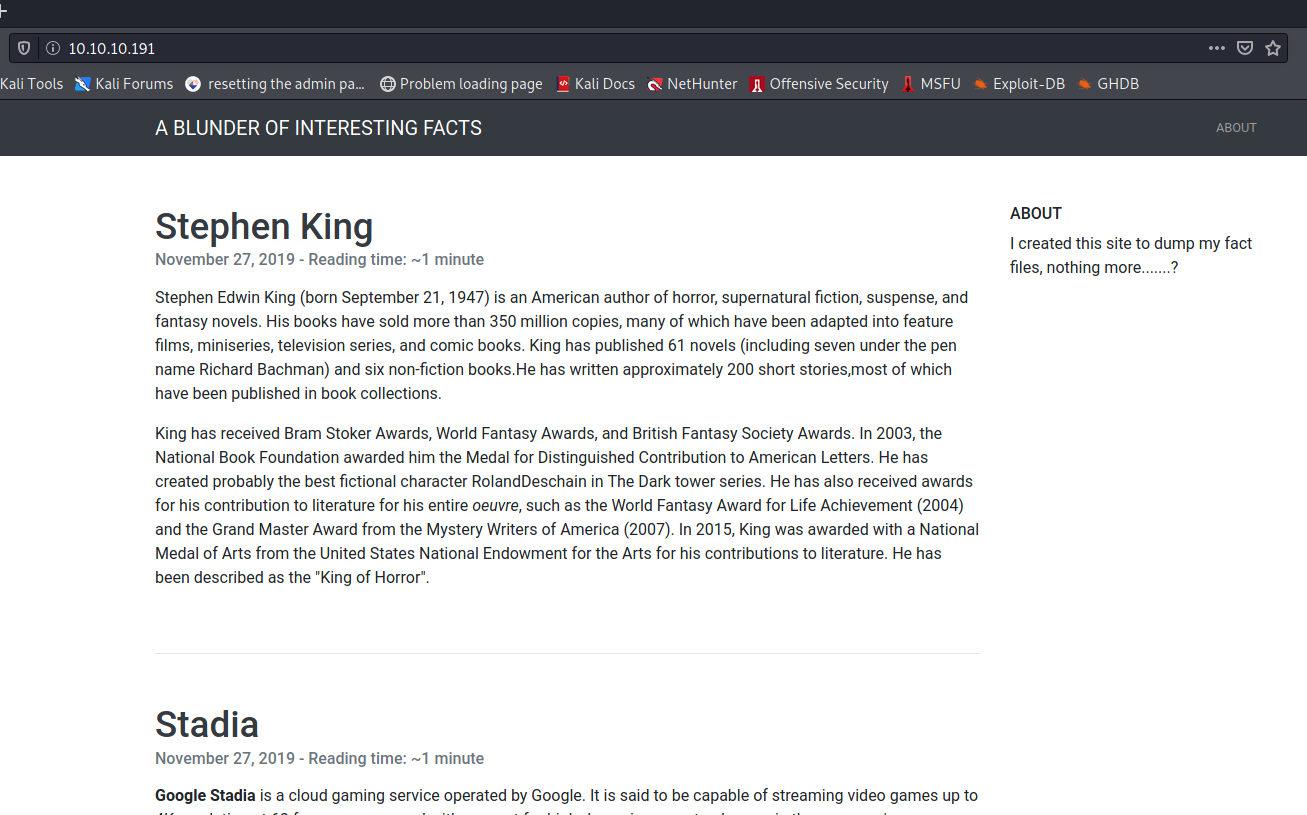 10.10.10.191
Kali Tools Kali Forums resetting the admin pa... Problem loading page Kali Docs NetHunter Offensive Security MSFU Exploit-DB GHDB
A BLUNDER OF INTERESTING FACTS
ABOUT
Stephen King
November 27, 2019 - Reading time: ~1 minute
Stephen Edwin King (born September 21, 1947) is an American author of horror, supernatural fiction, suspense, and
fantasy novels. His books have sold more than 350 million copies, many of which have been adapted into feature
films, miniseries, television series, and comic books. King has published 61 novels (including seven under the pen
name Richard Bachman) and six non-fiction books.He has written approximately 200 short stories,most of which
have been published in book collections.
King has received Bram Stoker Awards, World Fantasy Awards, and British Fantasy Society Awards. In 2003, the
National Book Foundation awarded him the Medal for Distinguished Contribution to American Letters. He has
created probably the best fictional character RolandDeschain in The Dark tower series. He has also received awards
for his contribution to literature for his entire oeuvre, such as the World Fantasy Award for Life Achievement (2004)
and the Grand Master Award from the Mystery Writers of America (2007). In 2015, King was awarded with a National
Medal of Arts from the United States National Endowment for the Arts for his contributions to literature. He has
been described as the "King of Horror".
Stadia
November 27, 2019 - Reading time: ~1 minute
Google Stadia is a cloud gaming service operated by Google. It is said to be capable of streaming video games up to
ABOUT
I created this site to dump my fact
files, nothing more.......?